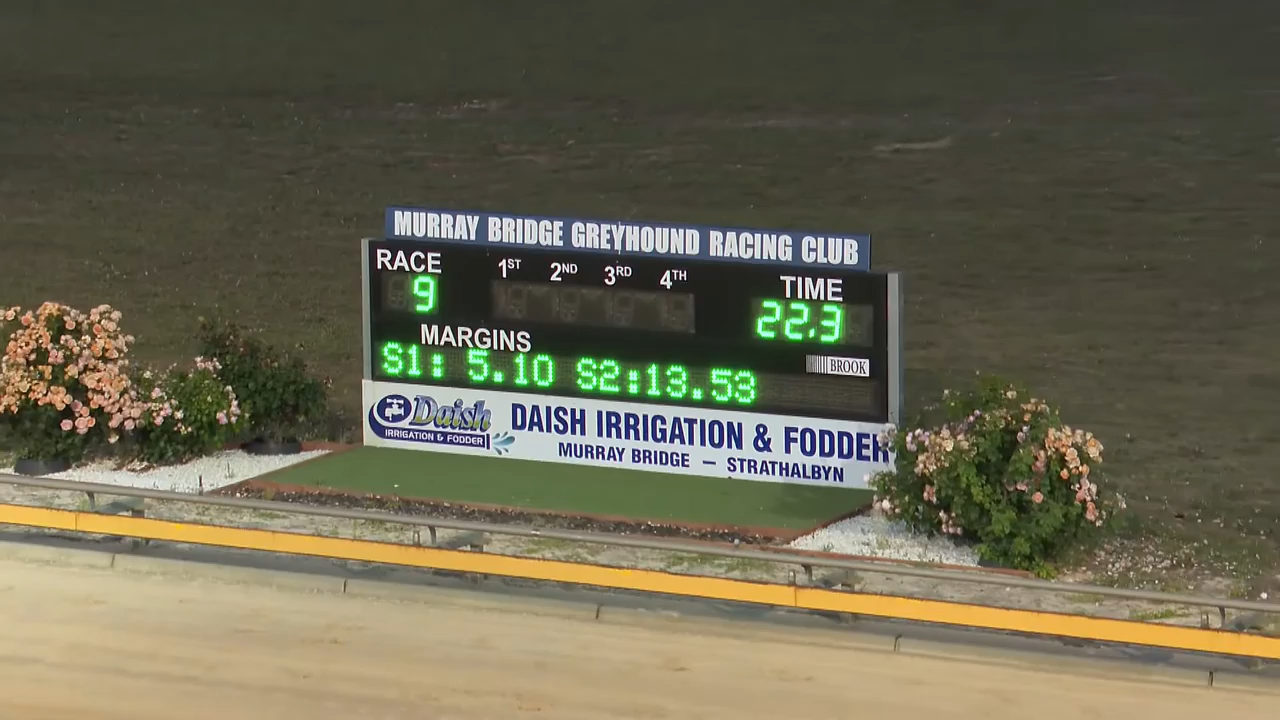 MURRAY BRIDGE GREYHOUND RACING CLUB
RACE 1ST 2ND 3RD 4TH TIME
9 22.3
MARGINS
BROOK
S1: 5.10 S2:13.53
Daish
IRRIGATION & FODDER
DAISH IRRIGATION & FODDER
MURRAY BRIDGE – STRATHALBYN